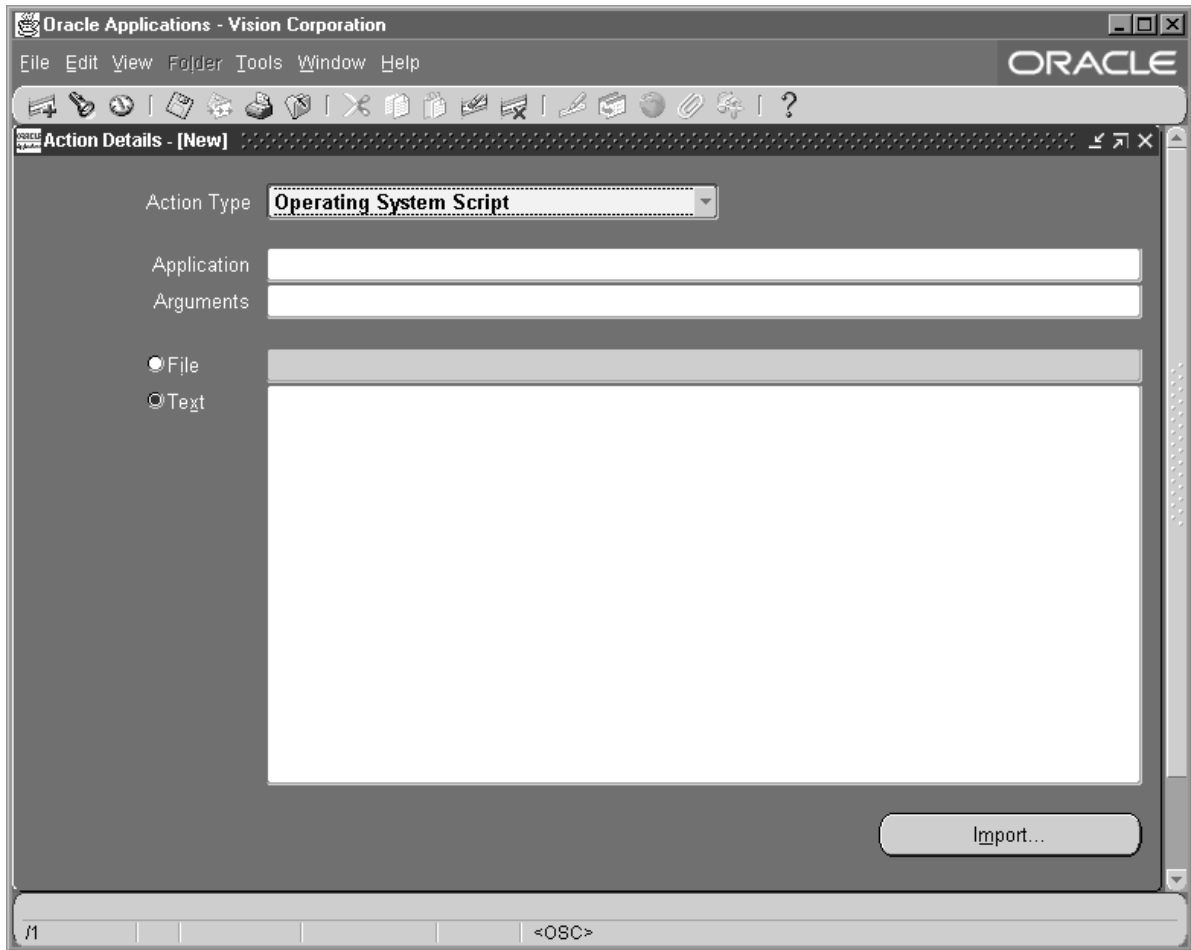 Oracle Applications - Vision Corporation
File Edit View Folder Tools Window Help
ORACLE
?
Action Details - [New]
Action Type Operating System Script
Application
Arguments
File
Text
Import...
/1 <OSC>